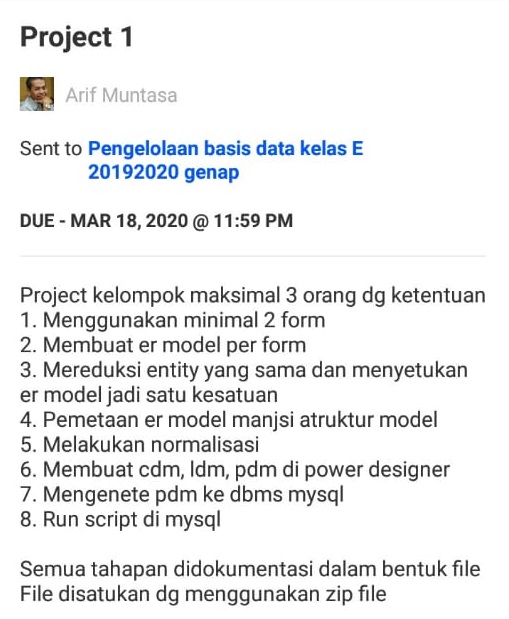 Project 1
Arif Muntasa
Sent to Pengelolaan basis data kelas E
20192020 genap
DUE - MAR 18, 2020 @ 11:59 PM
Project kelompok maksimal 3 orang dg ketentuan
1. Menggunakan minimal 2 form
2. Membuat er model per form
3. Mereduksi entity yang sama dan menyetukan
er model jadi satu kesatuan
4. Pemetaan er model manjsi atruktur model
5. Melakukan normalisasi
6. Membuat cdm, ldm, pdm di power designer
7. Mengenete pdm ke dbms mysql
8. Run script di mysql
Semua tahapan didokumentasi dalam bentuk file
File disatukan dg menggunakan zip file